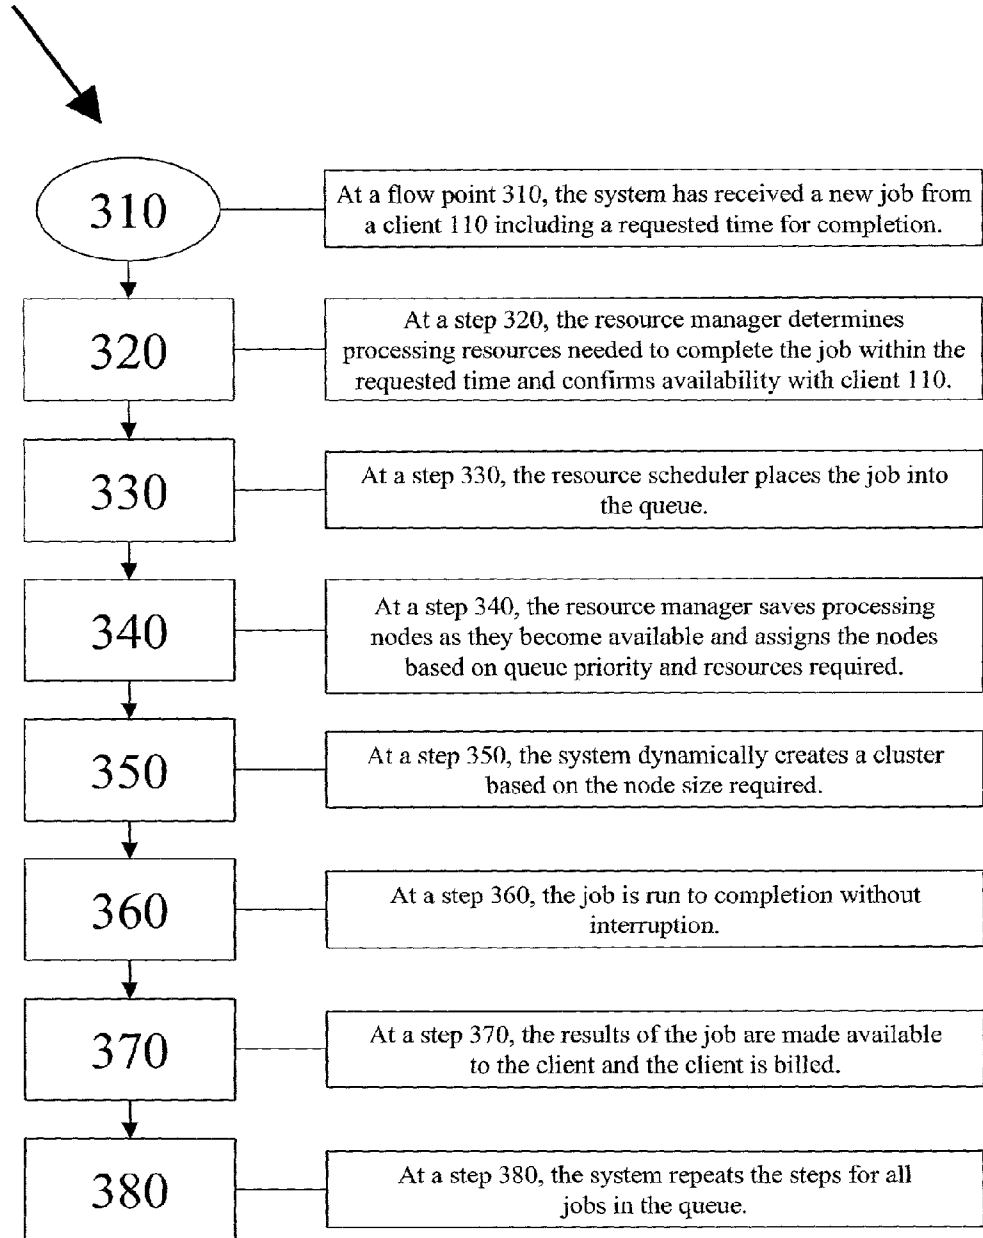 310
At a flow point 310, the system has received a new job from
a client 110 including a requested time for completion.
320
At a step 320, the resource manager determines
processing resources needed to complete the job within the
requested time and confirms availability with client 110.
330
At a step 330, the resource scheduler places the job into
the queue.
340
At a step 340, the resource manager saves processing
nodes as they become available and assigns the nodes
based on queue priority and resources required.
350
At a step 350, the system dynamically creates a cluster
based on the node size required.
360
At a step 360, the job is run to completion without
interruption.
370
At a step 370, the results of the job are made available
to the client and the client is billed.
380
At a step 380, the system repeats the steps for all
jobs in the queue.